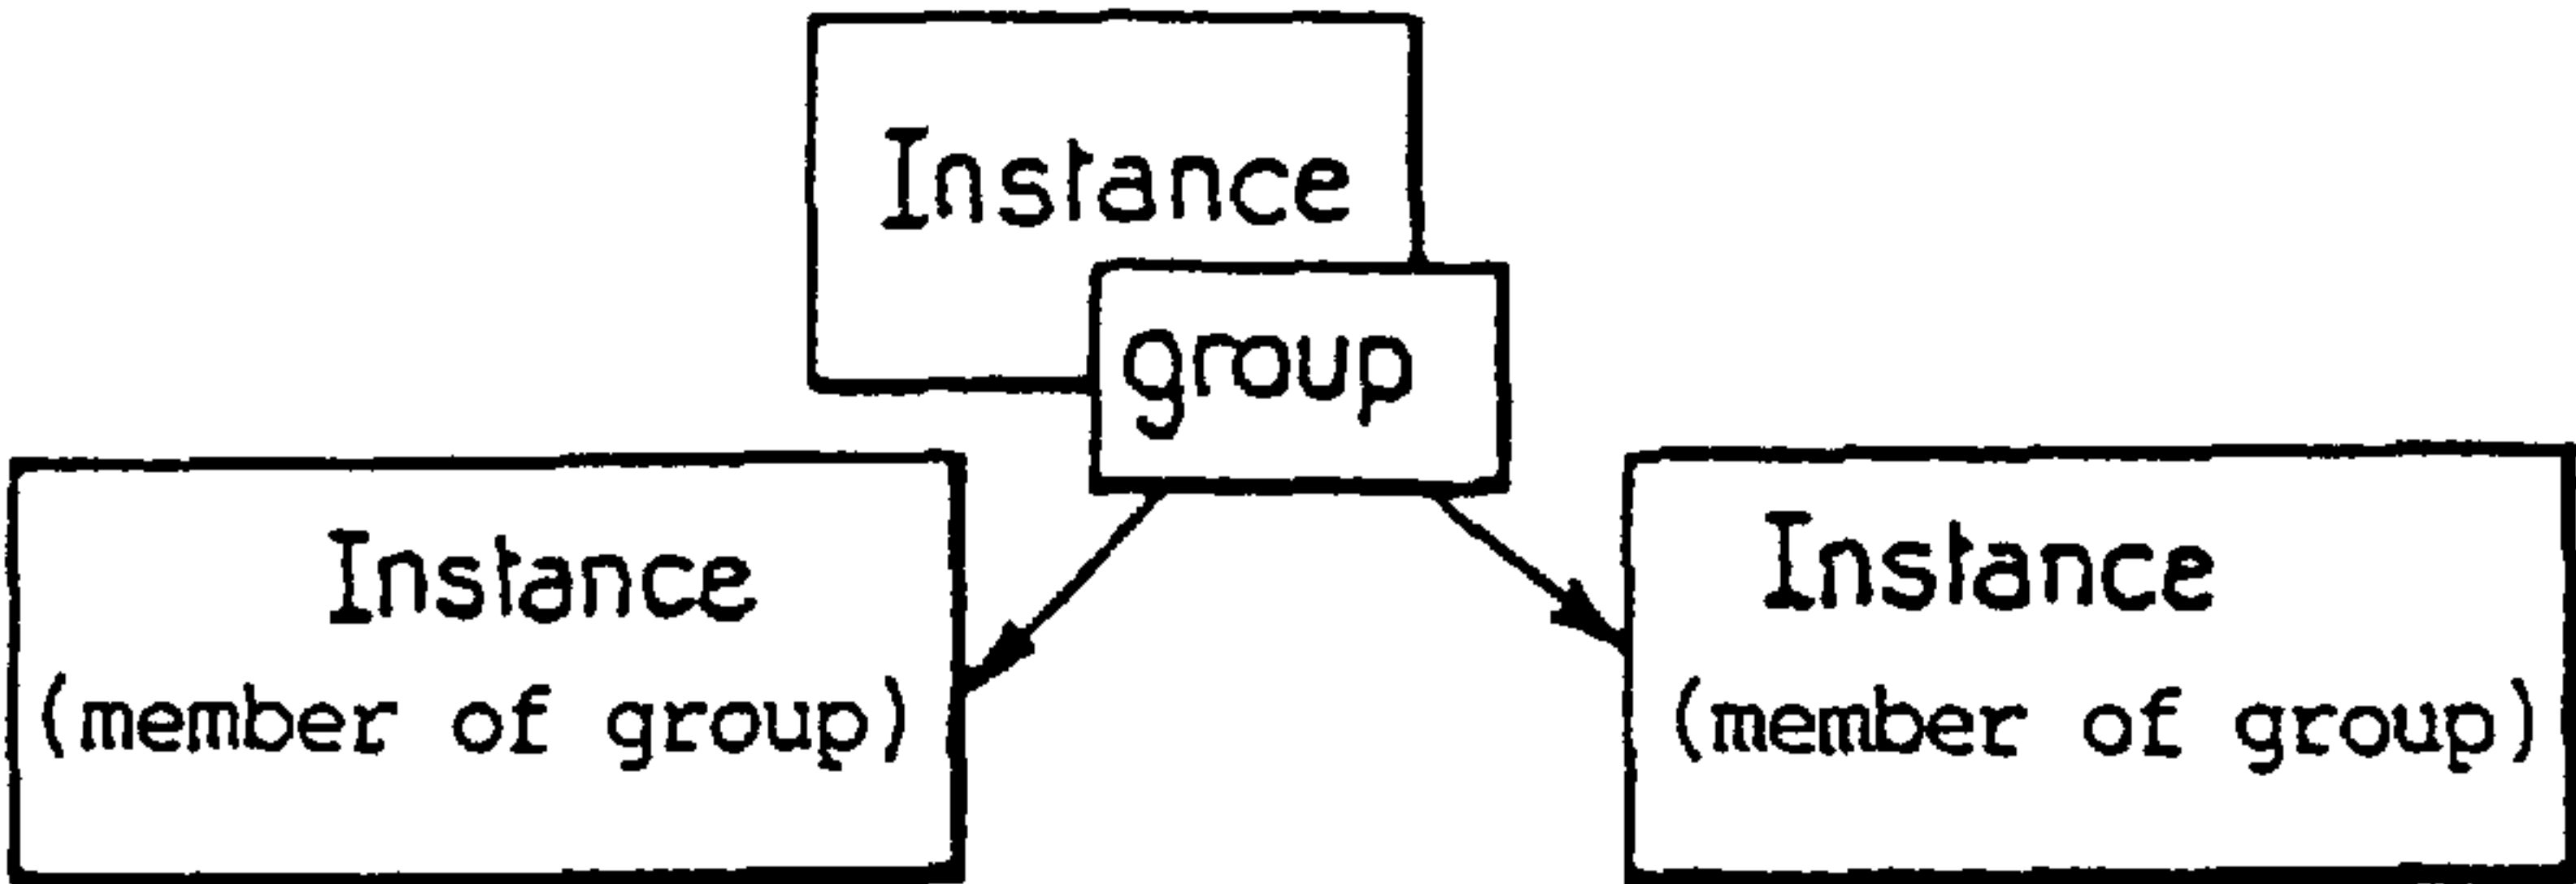 Instance
group
Instance
(member of group)
Instance
(member of group)